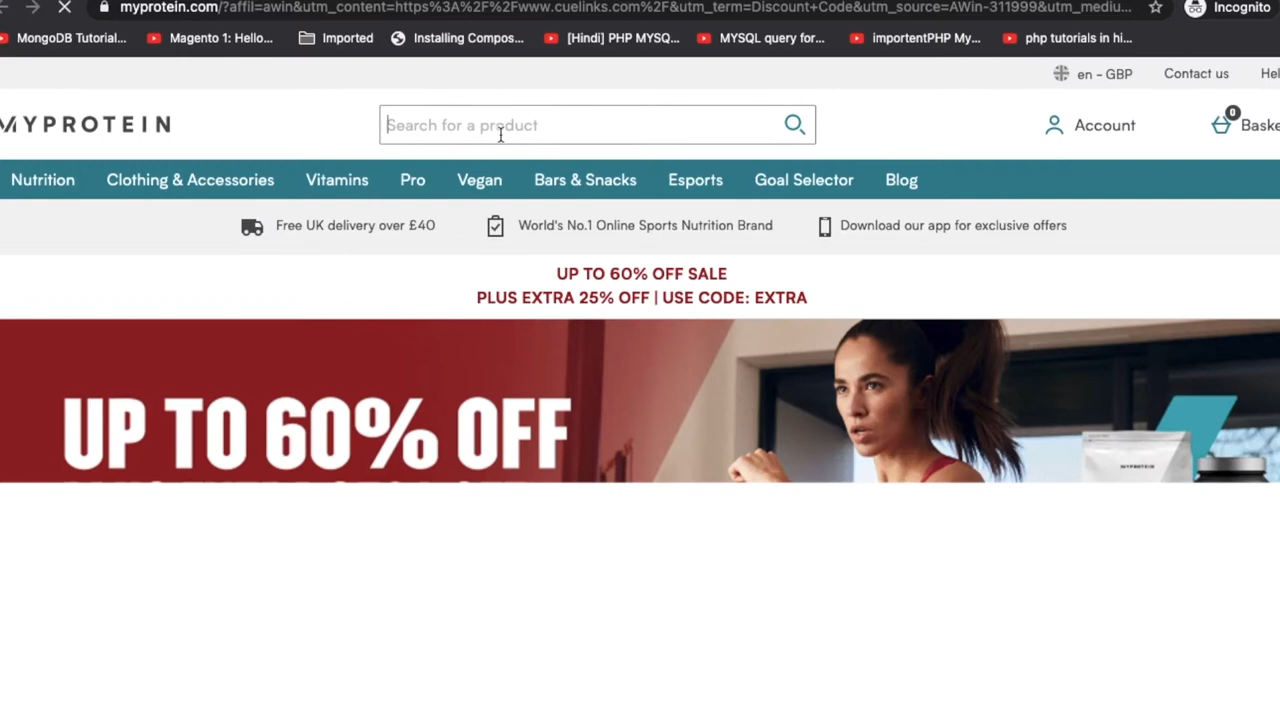 myprotein.com/?affil=awin&utm_content=https%3A%2F%2Fwww.cuelinks.com%2F&utm_term=Discount+Code&utm_source=AWin-311999&utm_mediu... Incognito
MongoDB Tutorial... Magento 1: Hello... Imported Installing Compos... [Hindi] PHP MYSQ... MYSQL query for... importentPHP My... php tutorials in hi...
en - GBP Contact us Hel
MYPROTEIN Search for a product Account 0 Baske
Nutrition Clothing & Accessories Vitamins Pro Vegan Bars & Snacks Esports Goal Selector Blog
Free UK delivery over £40 World's No.1 Online Sports Nutrition Brand Download our app for exclusive offers
UP TO 60% OFF SALE
PLUS EXTRA 25% OFF | USE CODE: EXTRA
UP TO 60% OFF
MYPROTEIN